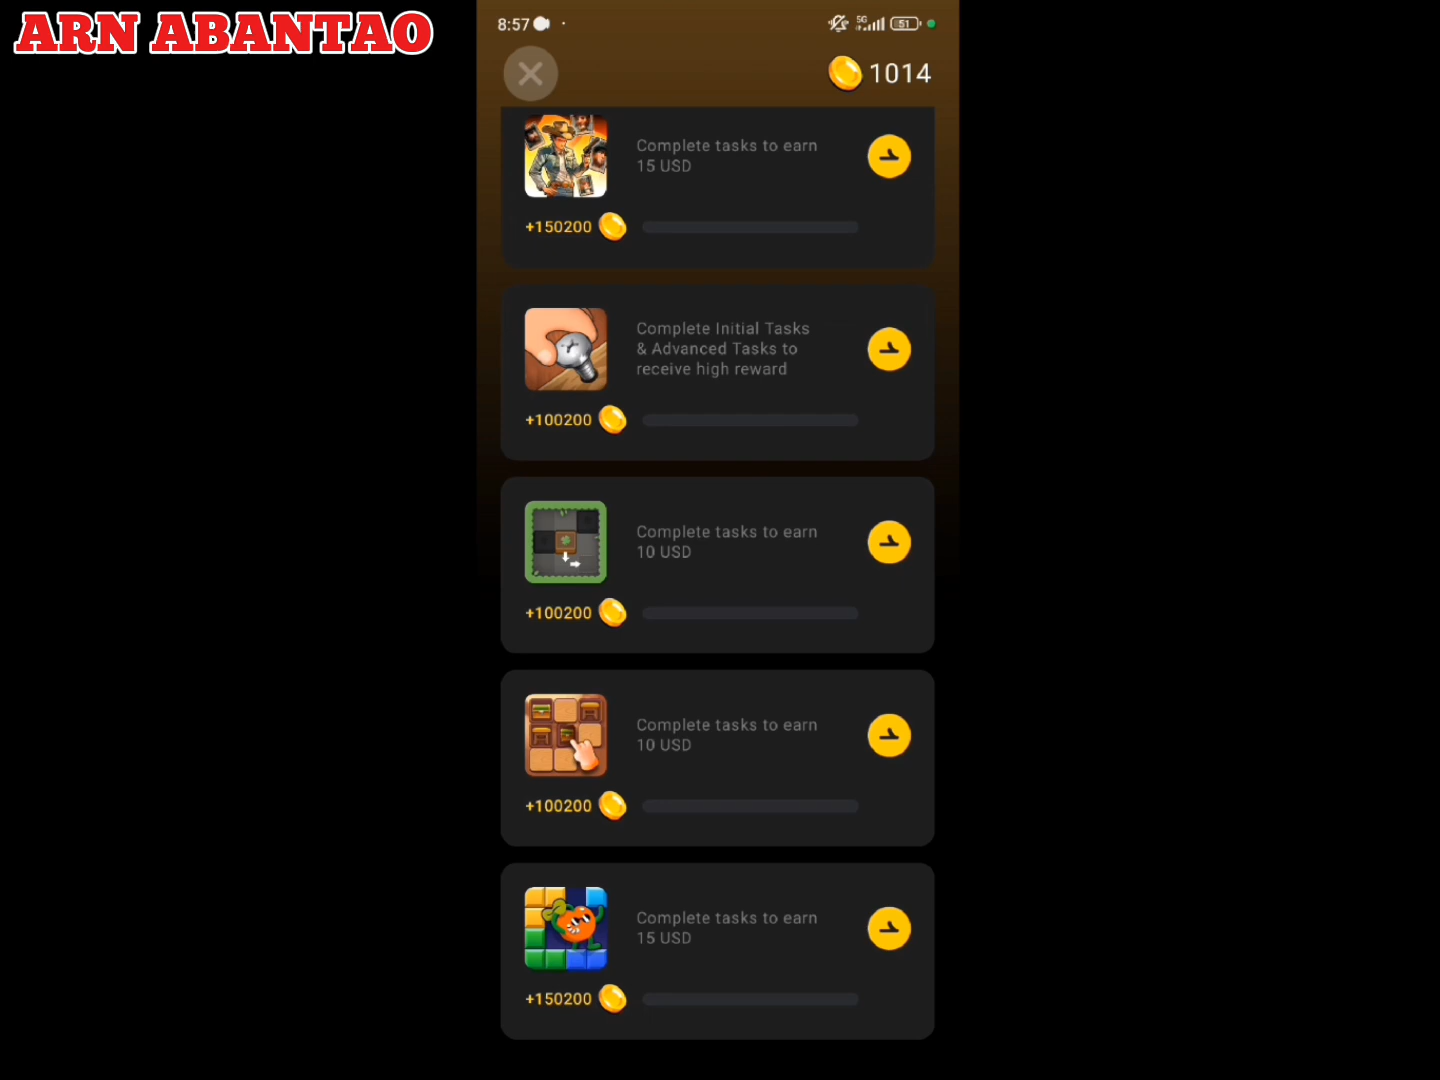 ARN ABANTAO
8:57
5G
51
1014
Complete tasks to earn
15 USD
+150200
Complete Initial Tasks
& Advanced Tasks to
receive high reward
+100200
Complete tasks to earn
10 USD
+100200
Complete tasks to earn
10 USD
+100200
Complete tasks to earn
15 USD
+150200